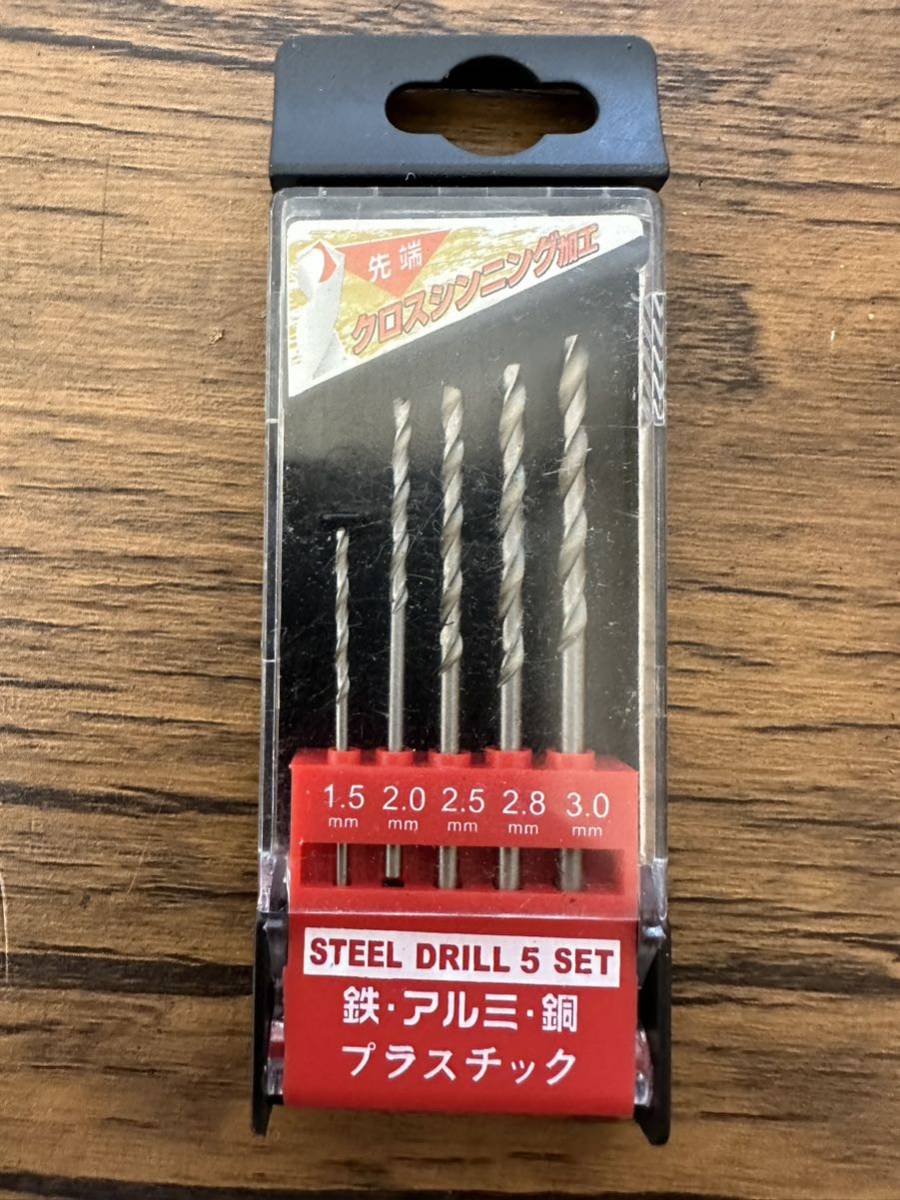 先端
クロスシンニング加工
1.5 2.0 2.5 2.8 3.0
mm mm mm mm mm
STEEL DRILL 5 SET
鉄・アルミ・銅
プラスチック